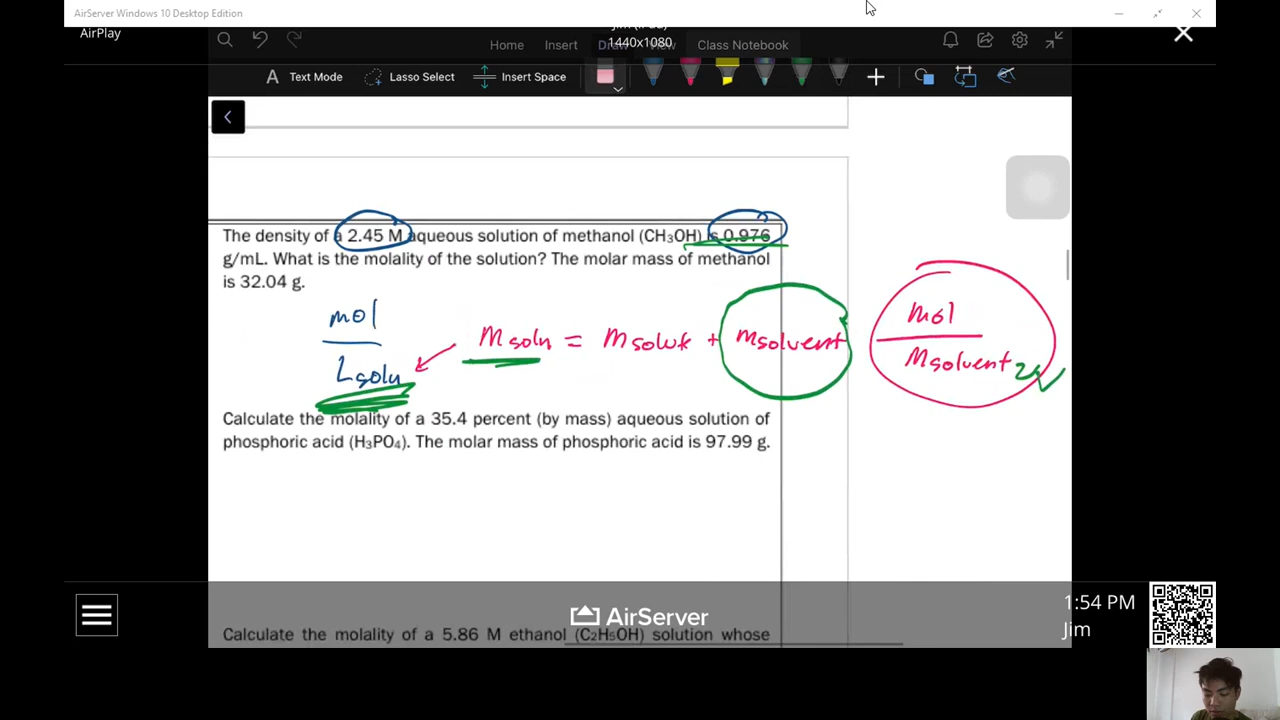 AirServer Windows 10 Desktop Edition
AirPlay
1440x1080
Home Insert Draw View Class Notebook
Text Mode Lasso Select Insert Space
The density of a 2.45 M aqueous solution of methanol (CH3OH) is 0.976
g/mL. What is the molality of the solution? The molar mass of methanol
is 32.04 g.
mol
Lsoln
msoln = msolute + msolvent
mol
msolvent
Calculate the molality of a 35.4 percent (by mass) aqueous solution of
phosphoric acid (H3PO4). The molar mass of phosphoric acid is 97.99 g.
Calculate the molality of a 5.86 M ethanol (C2H5OH) solution whose
AirServer
1:54 PM
Jim